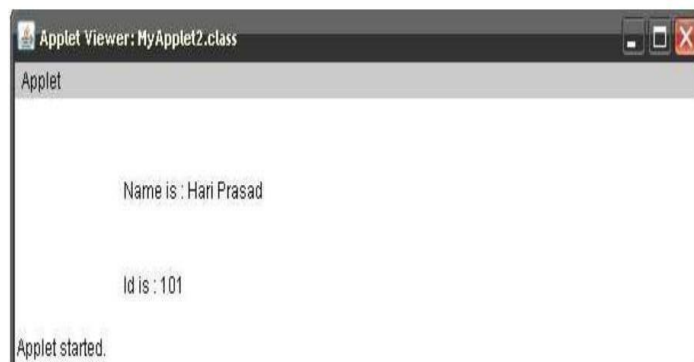 Applet Viewer: MyApplet2.class
Applet
Name is : Hari Prasad
Id is : 101
Applet started.